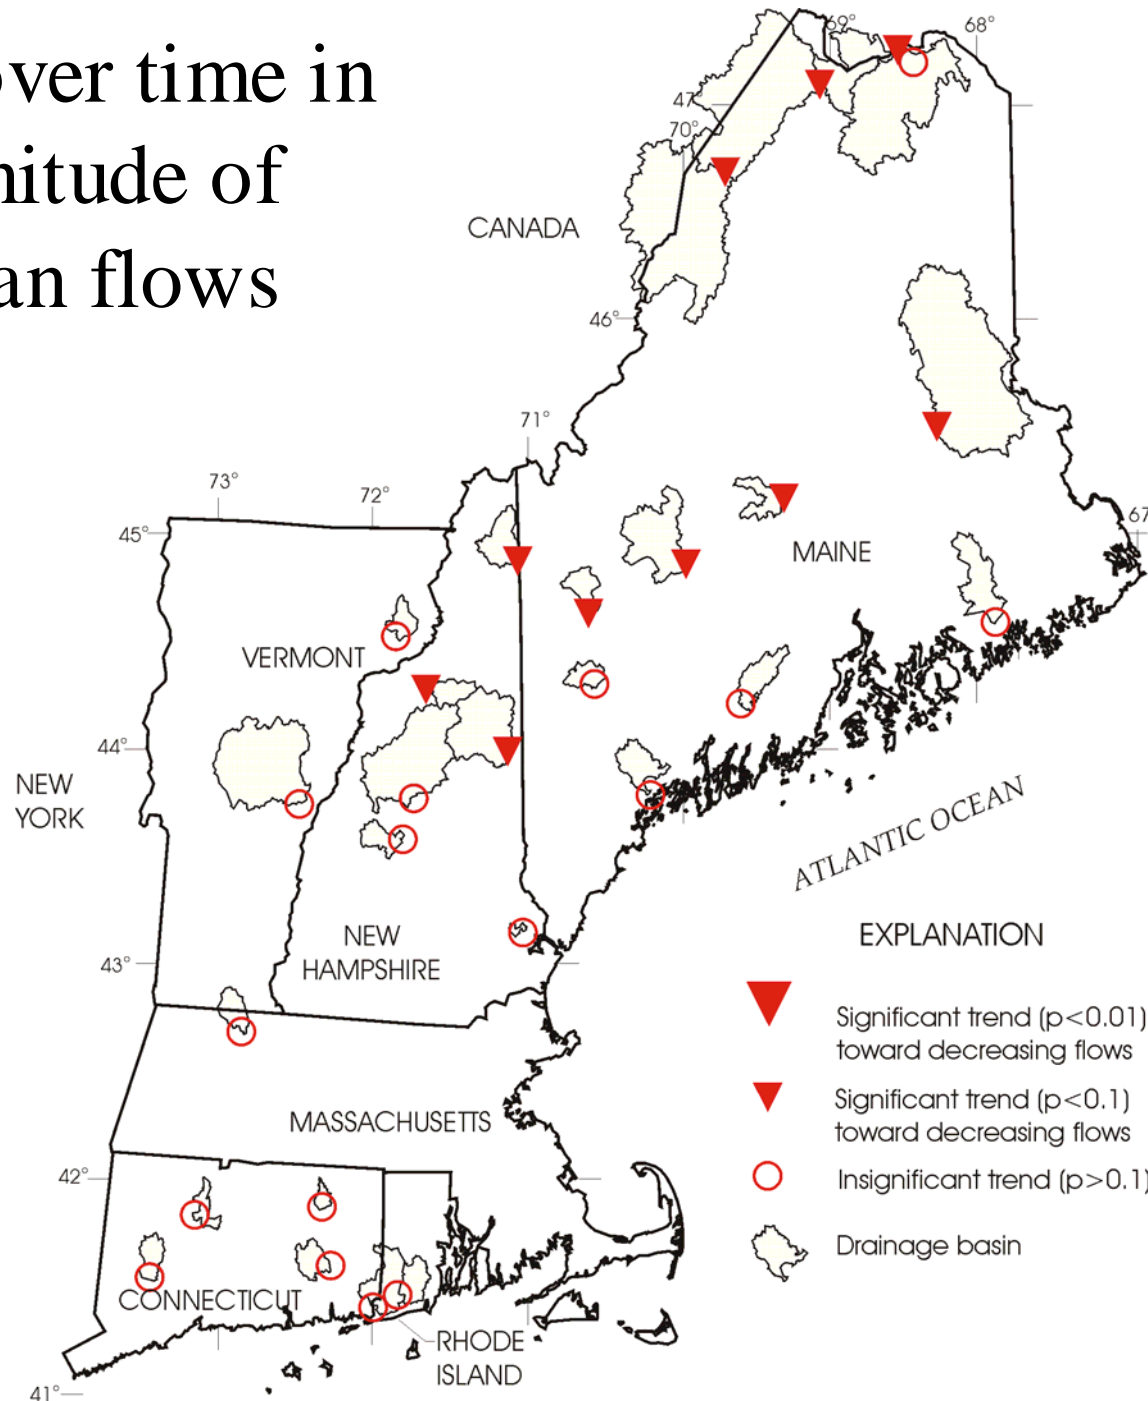 over time in
nitude of
an flows
69°
68°
47°
70°
CANADA
46°
71°
73°
72°
45°
67
MAINE
VERMONT
44°
NEW
YORK
ATLANTIC OCEAN
NEW
HAMPSHIRE
43°
EXPLANATION
Significant trend (p<0.01)
toward decreasing flows
Significant trend (p<0.1)
toward decreasing flows
MASSACHUSETTS
42°
Insignificant trend (p>0.1)
Drainage basin
CONNECTICUT
RHODE
ISLAND
41°